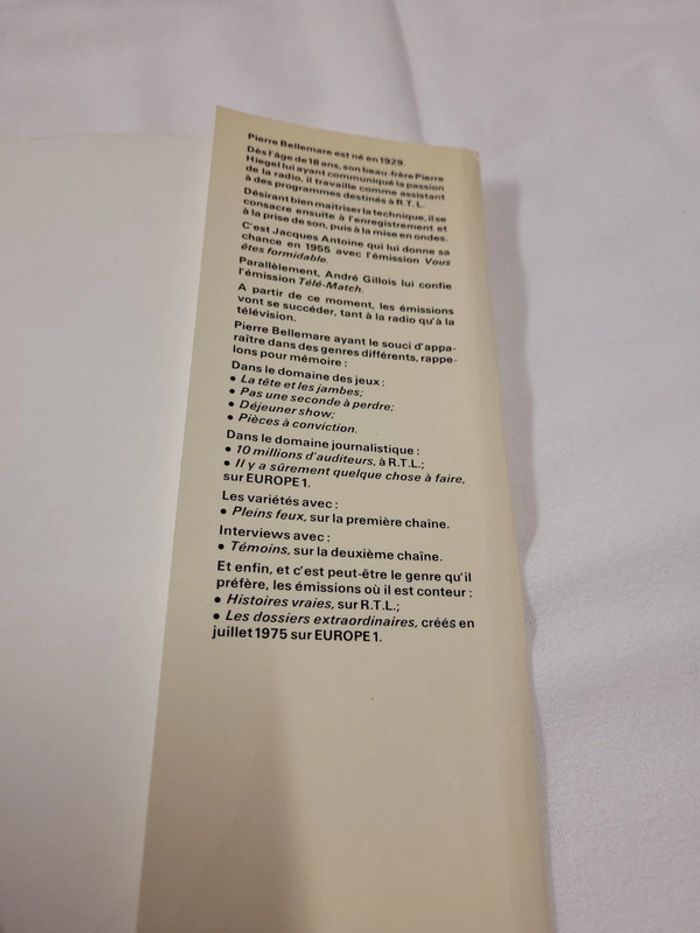 Pierre Bellemare est né en 1929.
Dès l'âge de 18 ans, son beau-frère Pierre
Hiegel lui ayant communiqué la passion
de la radio, il travaille comme assistant
à des programmes destinés à R.T.L.
Désirant bien maîtriser la technique, il se
consacre ensuite à l'enregistrement et
à la prise de son, puis à la mise en ondes.
C'est Jacques Antoine qui lui donne sa
chance en 1955 avec l'émission Vous
êtes formidable.
Parallèlement, André Gillois lui confie
l'émission Télé-Match.
A partir de ce moment, les émissions
vont se succéder, tant à la radio qu'à la
télévision.
Pierre Bellemare ayant le souci d'appa-
raître dans des genres différents, rappe-
lons pour mémoire :
Dans le domaine des jeux :
• La tête et les jambes;
• Pas une seconde à perdre;
• Déjeuner show;
• Pièces à conviction.
Dans le domaine journalistique :
• 10 millions d'auditeurs, à R.T.L.;
• Il y a sûrement quelque chose à faire,
sur EUROPE 1.
Les variétés avec :
• Pleins feux, sur la première chaîne.
Interviews avec :
• Témoins, sur la deuxième chaîne.
Et enfin, et c'est peut-être le genre qu'il
préfère, les émissions où il est conteur :
• Histoires vraies, sur R.T.L.;
• Les dossiers extraordinaires, créés en
juillet 1975 sur EUROPE 1.